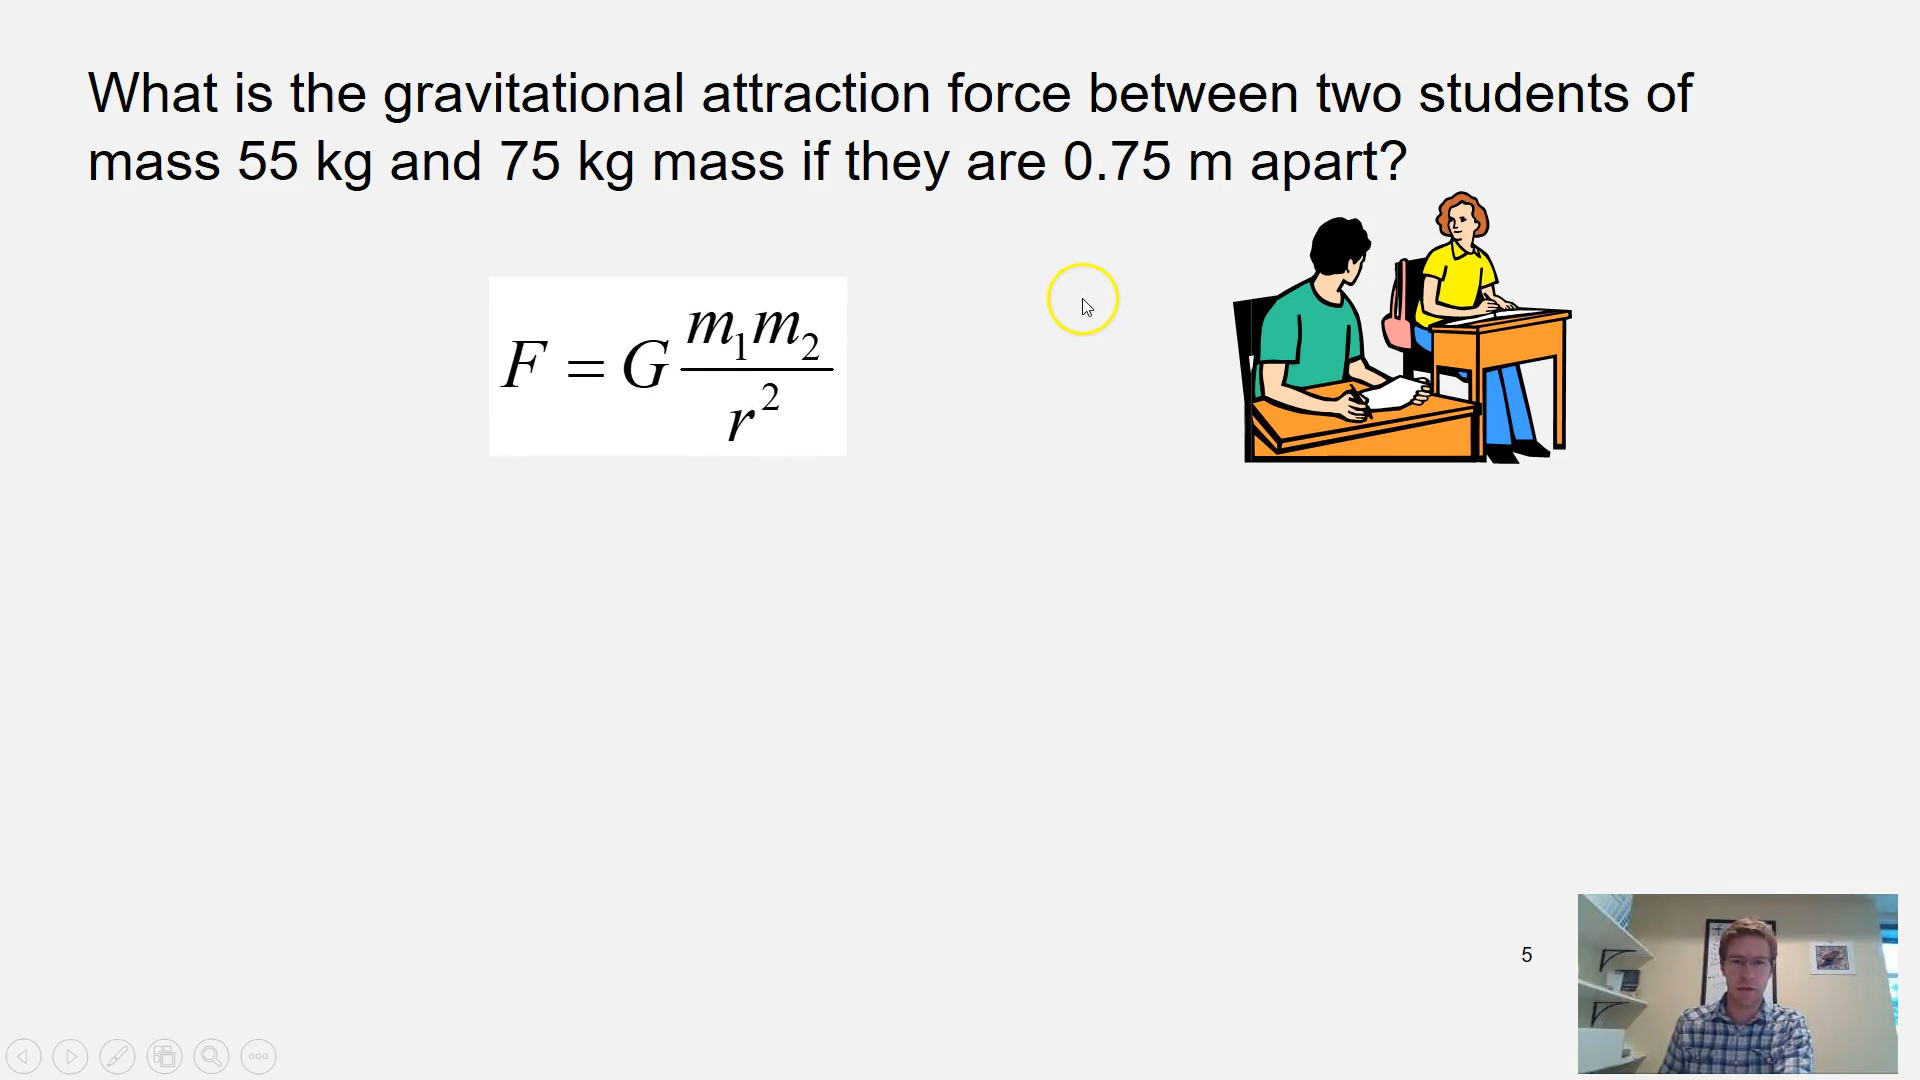 What is the gravitational attraction force between two students of
mass 55 kg and 75 kg mass if they are 0.75 m apart?
F = G m₁m₂ / r²
5